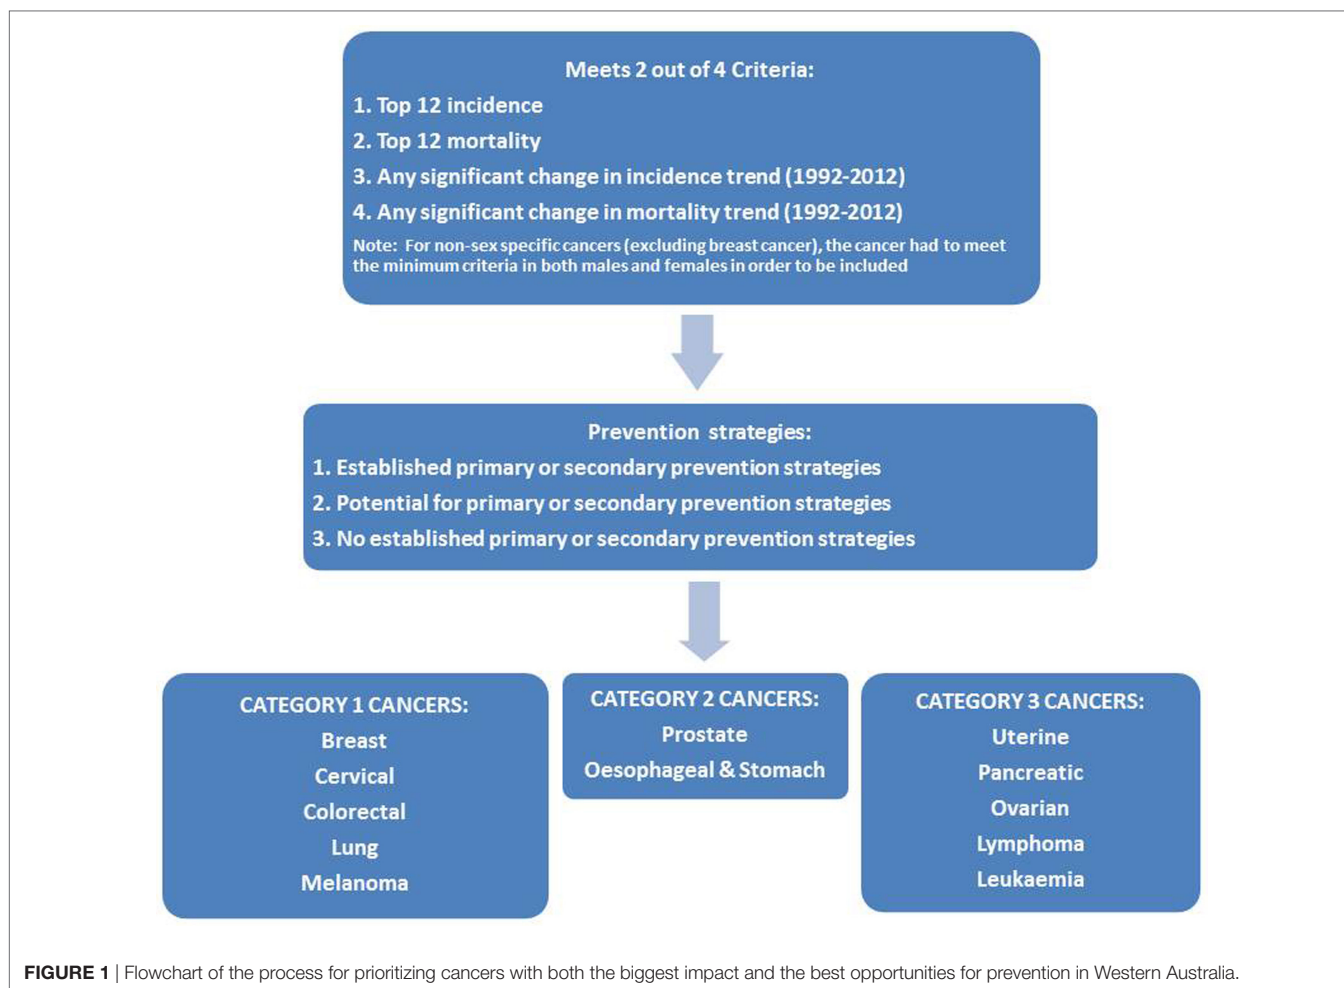 Meets 2 out of 4 Criteria:
1. Top 12 incidence
2. Top 12 mortality
3. Any significant change in incidence trend (1992-2012)
4. Any significant change in mortality trend (1992-2012)
Note: For non-sex specific cancers (excluding breast cancer), the cancer had to meet
the minimum criteria in both males and females in order to be included
Prevention strategies:
1. Established primary or secondary prevention strategies
2. Potential for primary or secondary prevention strategies
3. No established primary or secondary prevention strategies
CATEGORY 1 CANCERS:
Breast
Cervical
Colorectal
Lung
Melanoma
CATEGORY 2 CANCERS:
Prostate
Oesophageal & Stomach
CATEGORY 3 CANCERS:
Uterine
Pancreatic
Ovarian
Lymphoma
Leukaemia
FIGURE 1 | Flowchart of the process for prioritizing cancers with both the biggest impact and the best opportunities for prevention in Western Australia.